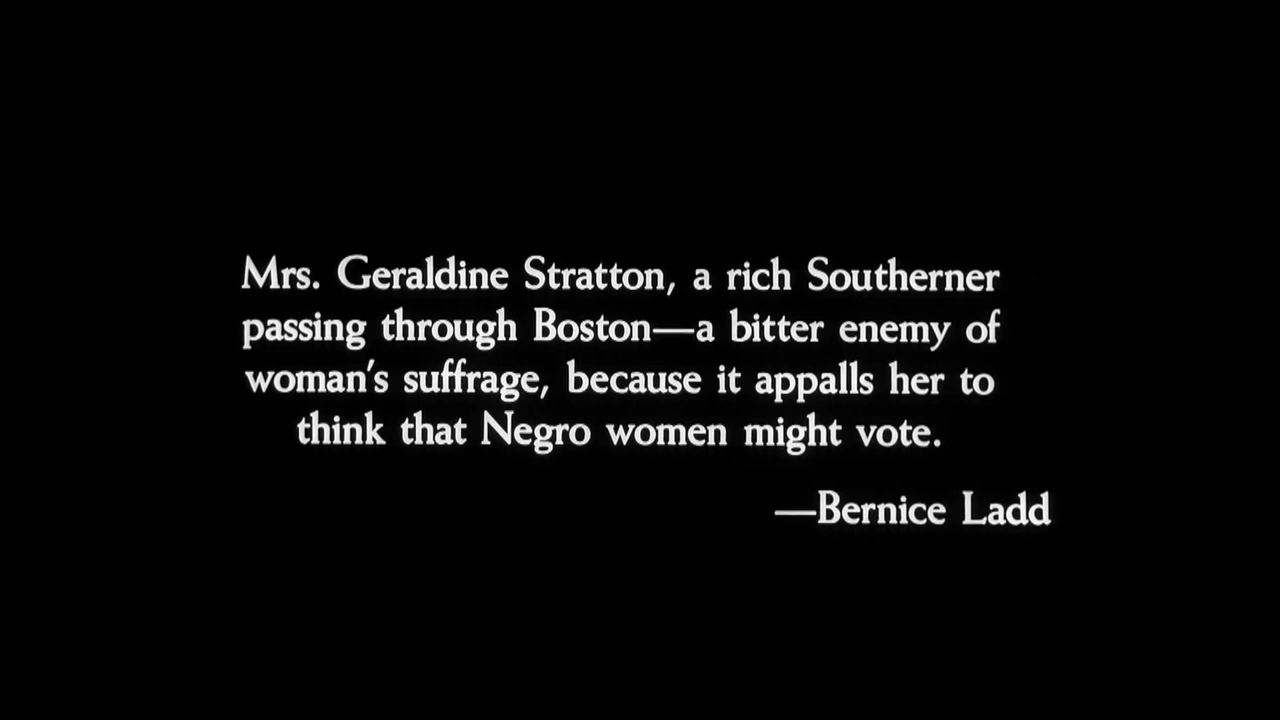 Mrs. Geraldine Stratton, a rich Southerner
passing through Boston—a bitter enemy of
woman's suffrage, because it appalls her to
think that Negro women might vote.
—Bernice Ladd